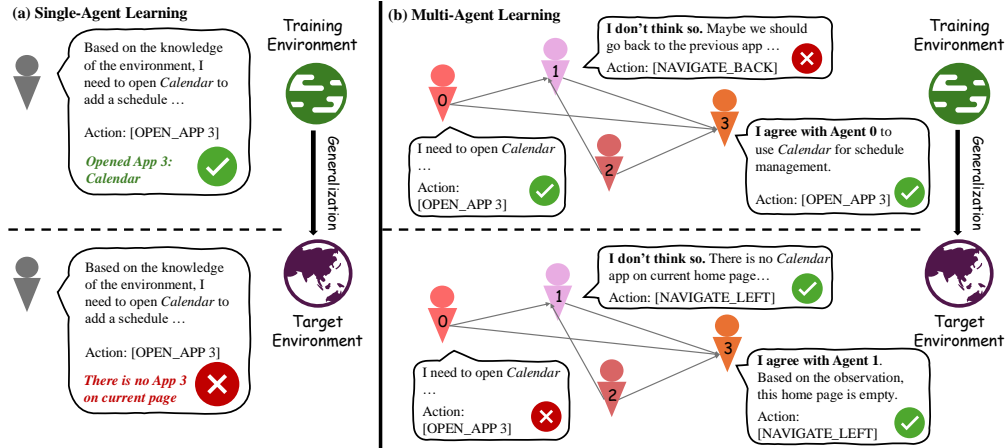 (a) Single-Agent Learning
Based on the knowledge
of the environment, I
need to open Calendar to
add a schedule …
Action: [OPEN_APP 3]
Opened App 3:
Calendar
Training
Environment
Generalization
Based on the knowledge
of the environment, I
need to open Calendar to
add a schedule …
Action: [OPEN_APP 3]
There is no App 3
on current page
Target
Environment
(b) Multi-Agent Learning
I don't think so. Maybe we should
go back to the previous app …
Action: [NAVIGATE_BACK]
0
1
2
3
I need to open Calendar
…
Action:
[OPEN_APP 3]
I agree with Agent 0 to
use Calendar for schedule
management.
Action: [OPEN_APP 3]
Training
Environment
Generalization
I don't think so. There is no Calendar
app on current home page…
Action: [NAVIGATE_LEFT]
0
1
2
3
I need to open Calendar
…
Action:
[OPEN_APP 3]
I agree with Agent 1.
Based on the observation,
this home page is empty.
Action:
[NAVIGATE_LEFT]
Target
Environment